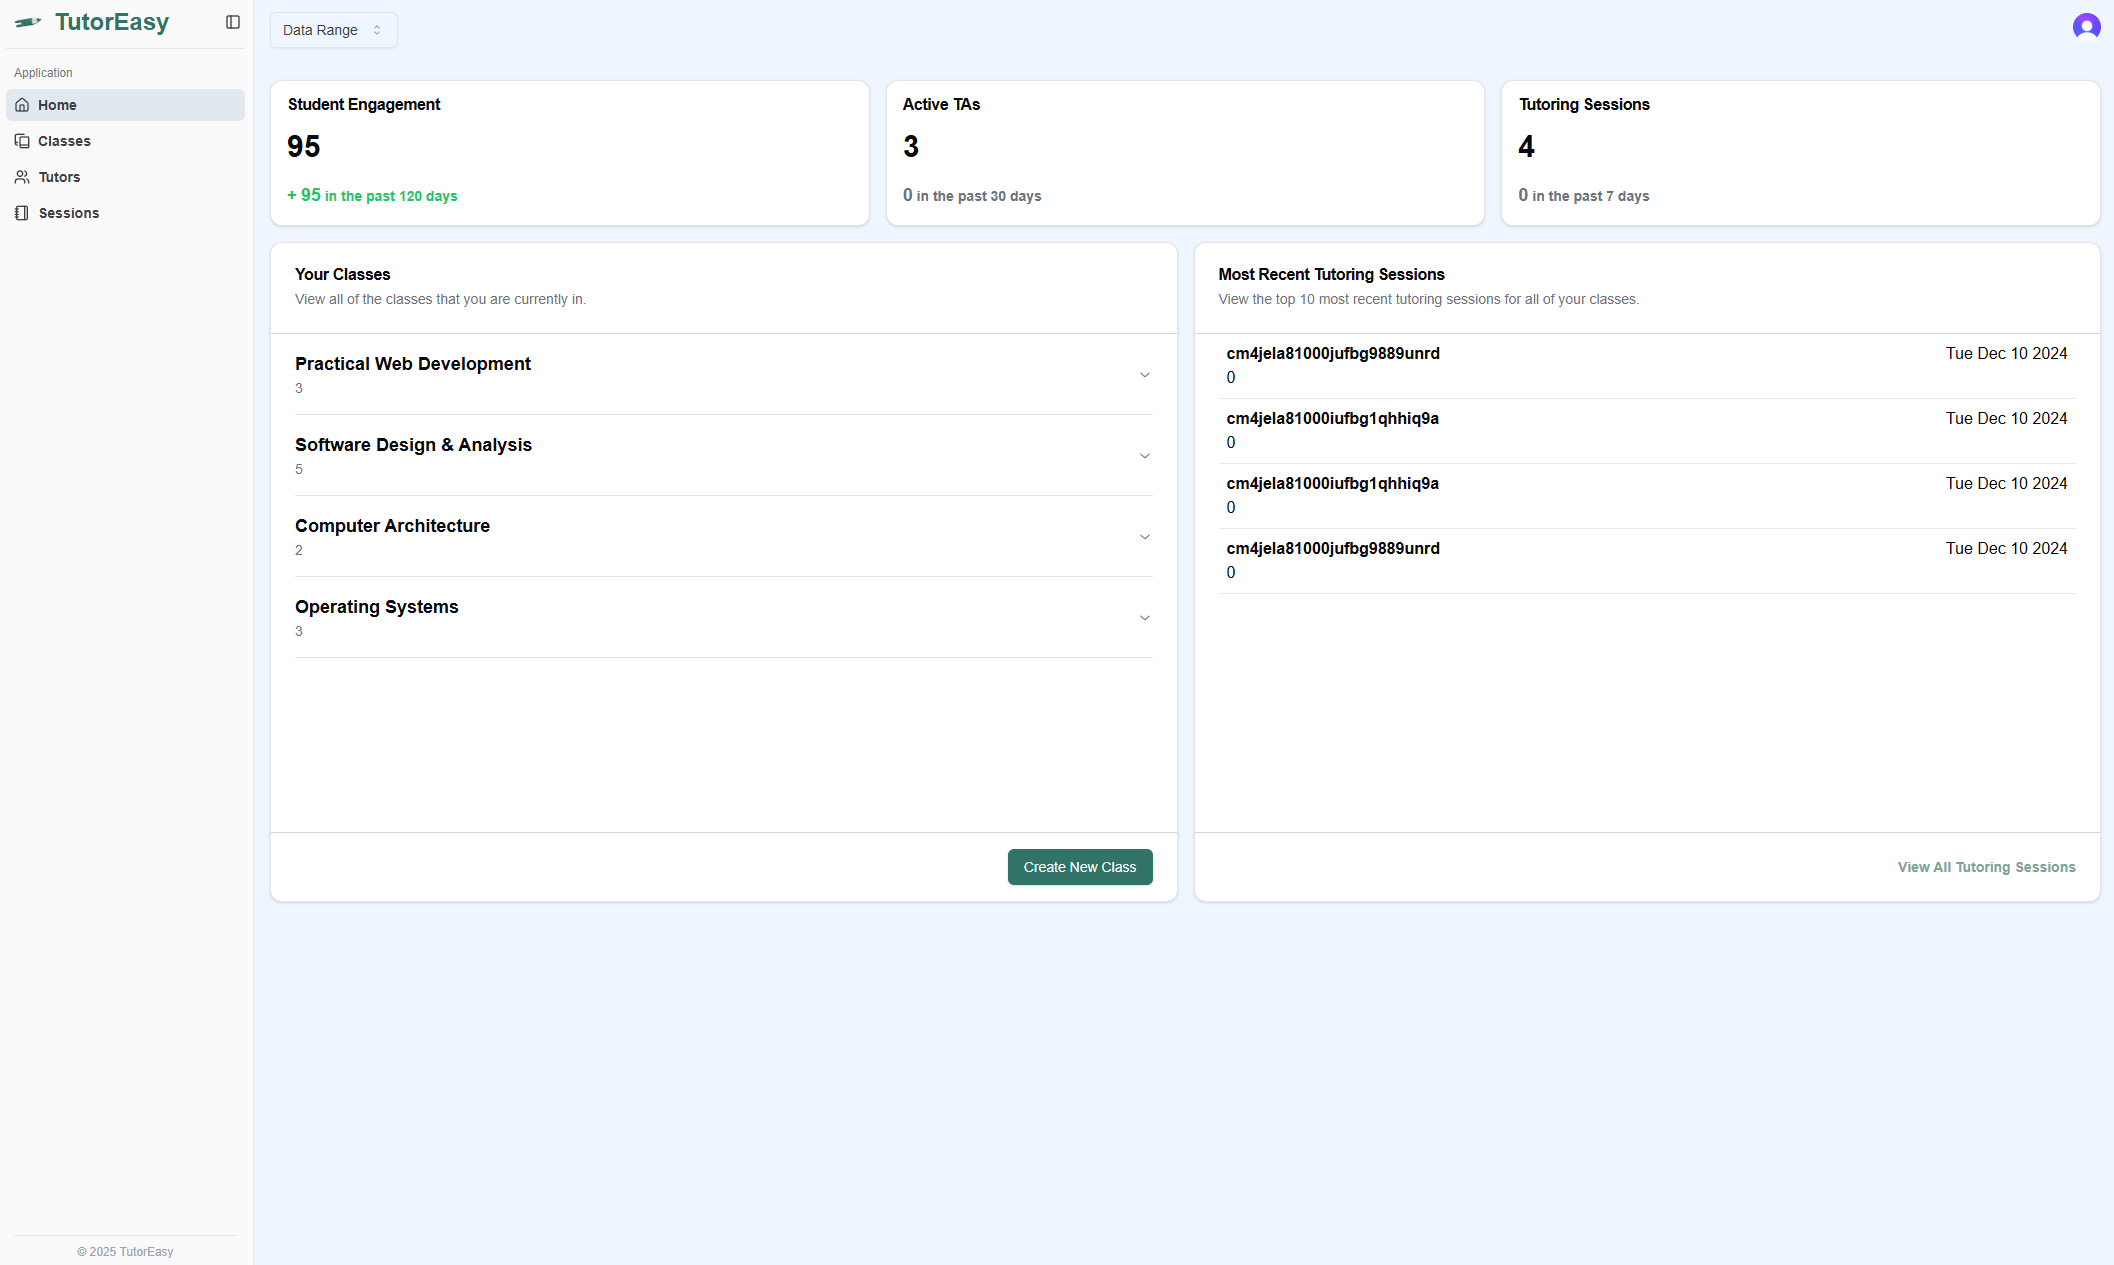 TutorEasy
Application
Home
Classes
Tutors
Sessions
© 2025 TutorEasy
Data Range
Student Engagement
95
+ 95 in the past 120 days
Active TAs
3
0 in the past 30 days
Tutoring Sessions
4
0 in the past 7 days
Your Classes
View all of the classes that you are currently in.
Practical Web Development
3
Software Design & Analysis
5
Computer Architecture
2
Operating Systems
3
Create New Class
Most Recent Tutoring Sessions
View the top 10 most recent tutoring sessions for all of your classes.
cm4jela81000jufbg9889unrd Tue Dec 10 2024
0
cm4jela81000iufbg1qhhiq9a Tue Dec 10 2024
0
cm4jela81000iufbg1qhhiq9a Tue Dec 10 2024
0
cm4jela81000jufbg9889unrd Tue Dec 10 2024
0
View All Tutoring Sessions